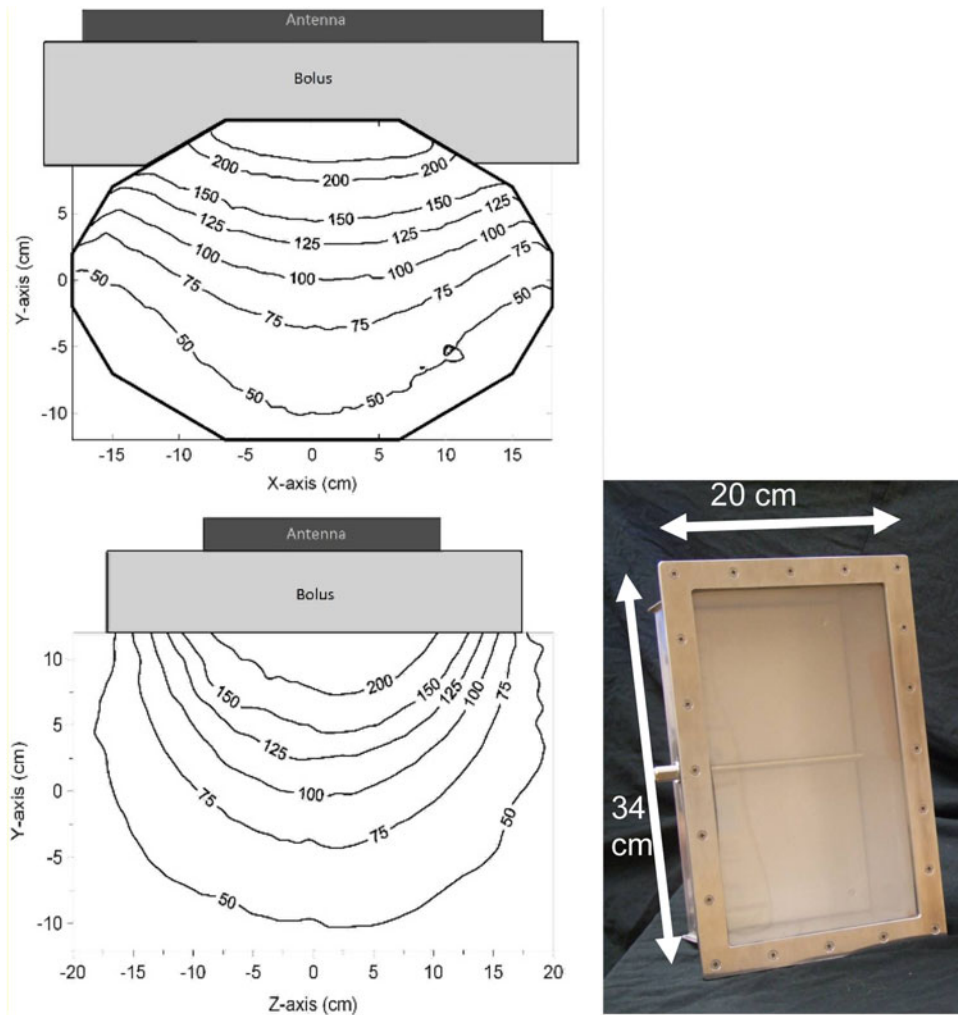 Antenna
Bolus
200 200 200
150 150 150
125 125 125
100 100 100
75 75 75 75
50 50 50 50 50
5
0
-5
-10
Y-axis (cm)
-15 -10 -5 0 5 10 15
X-axis (cm)
Antenna
Bolus
200
150 150
125 125
100 100
75 75 75
50 50 50
10
5
0
-5
-10
Y-axis (cm)
-20 -15 -10 -5 0 5 10 15 20
Z-axis (cm)
20 cm
34
cm